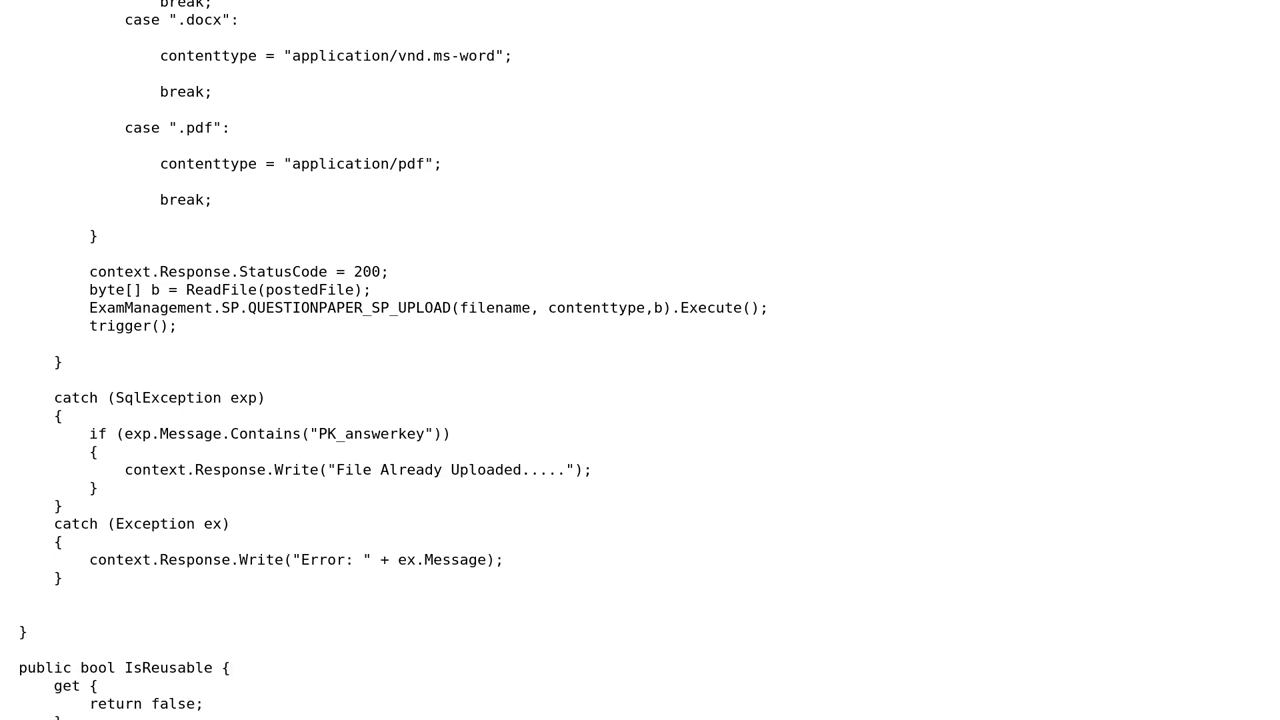 break;
case ".docx":
contenttype = "application/vnd.ms-word";
break;
case ".pdf":
contenttype = "application/pdf";
break;
}
context.Response.StatusCode = 200;
byte[] b = ReadFile(postedFile);
ExamManagement.SP.QUESTIONPAPER_SP_UPLOAD(filename, contenttype,b).Execute();
trigger();
}
catch (SqlException exp)
{
if (exp.Message.Contains("PK_answerkey"))
{
context.Response.Write("File Already Uploaded.....");
}
}
catch (Exception ex)
{
context.Response.Write("Error: " + ex.Message);
}
}
public bool IsReusable {
get {
return false;
}